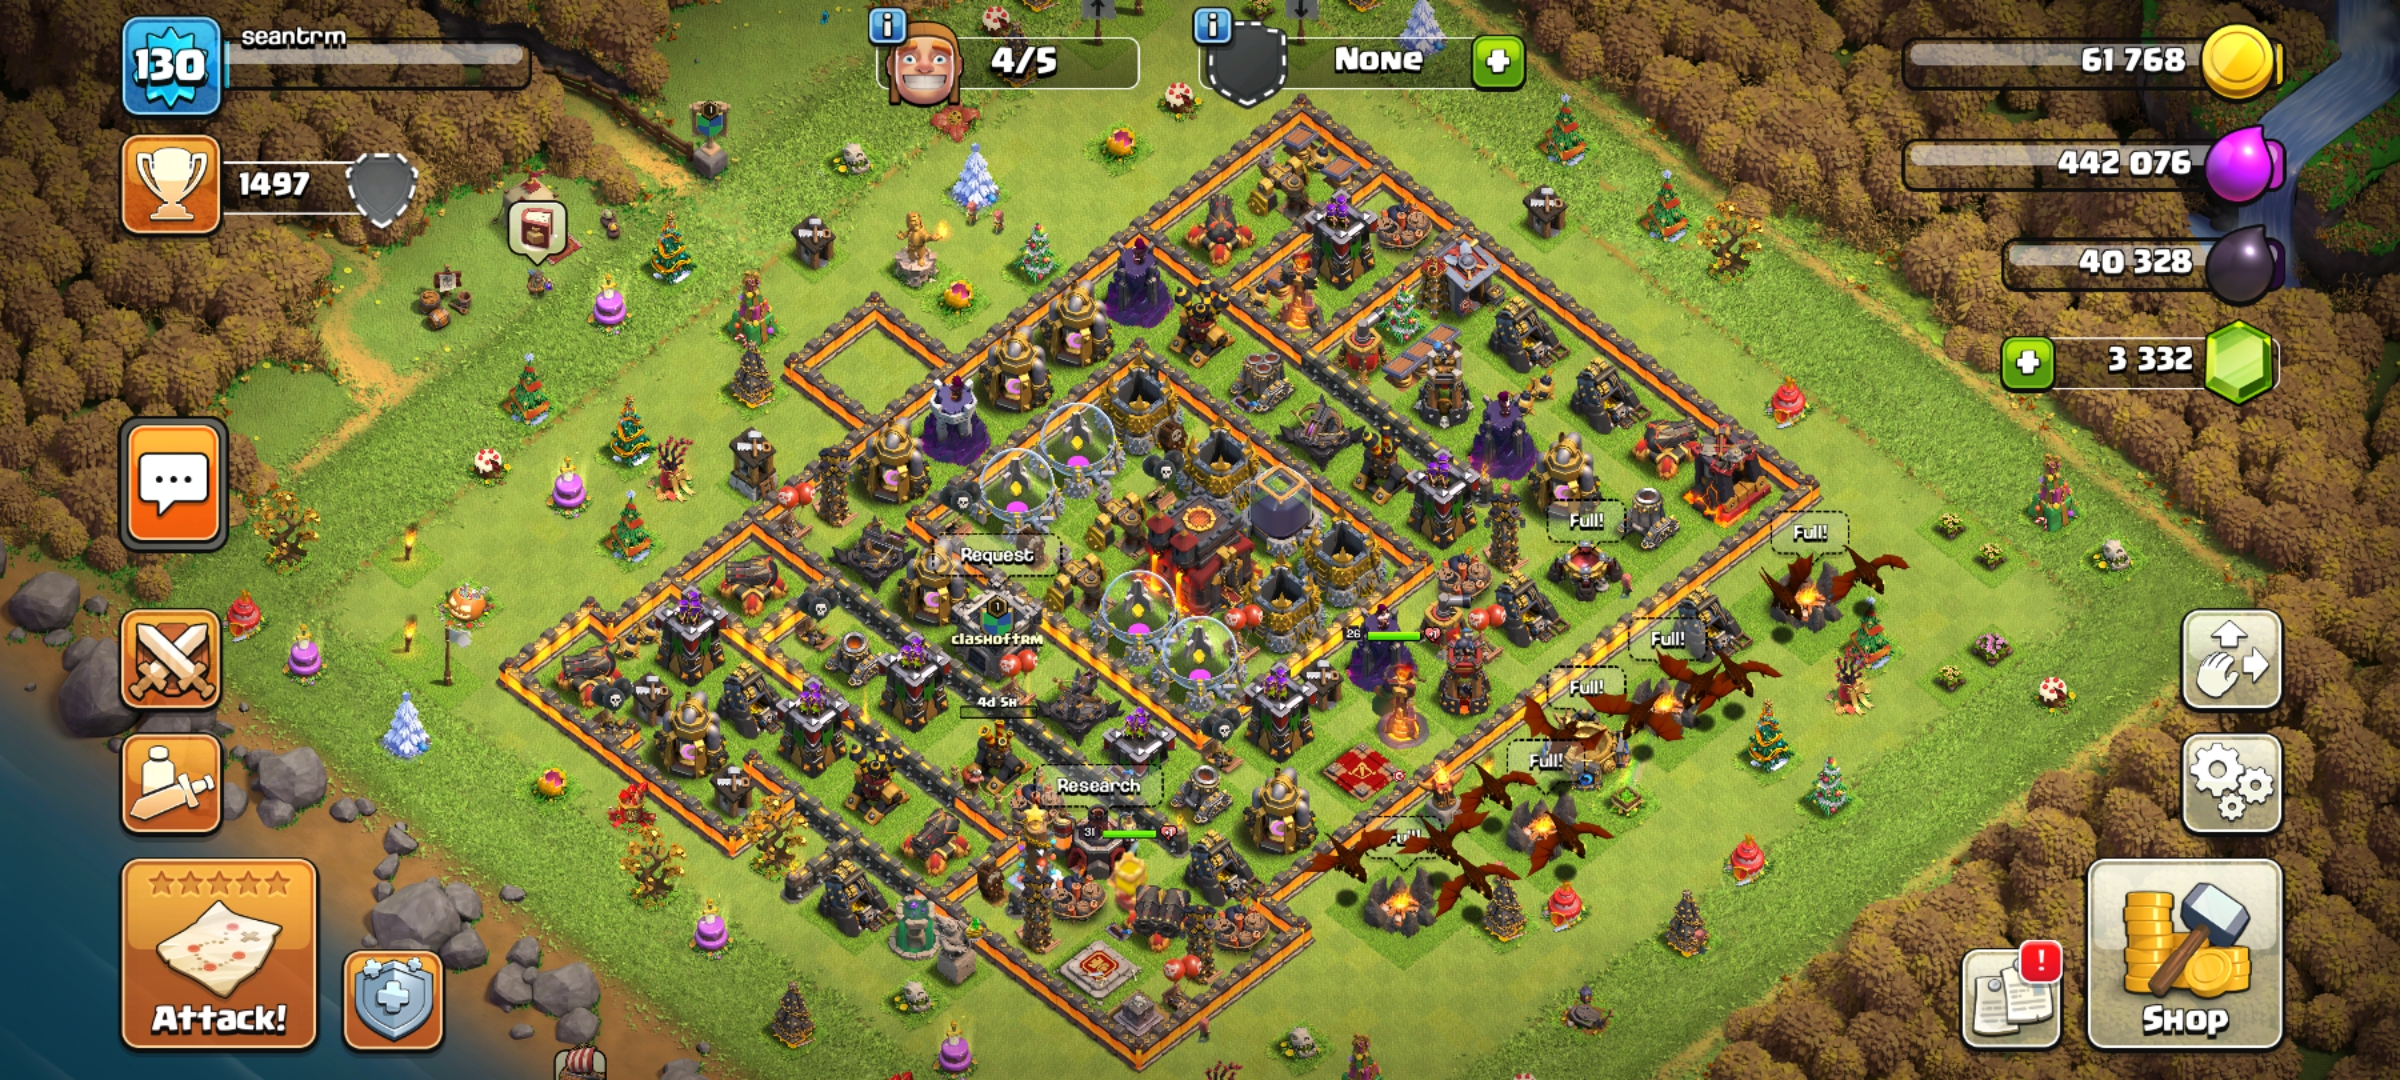 130
seantrm
4/5
None
61 768
1497
442 076
40 328
3 332
Full!
Full!
Request
clashoftrm
26
Full!
Full!
4d 5H
Full!
Research
31
Full!
Attack!
Shop